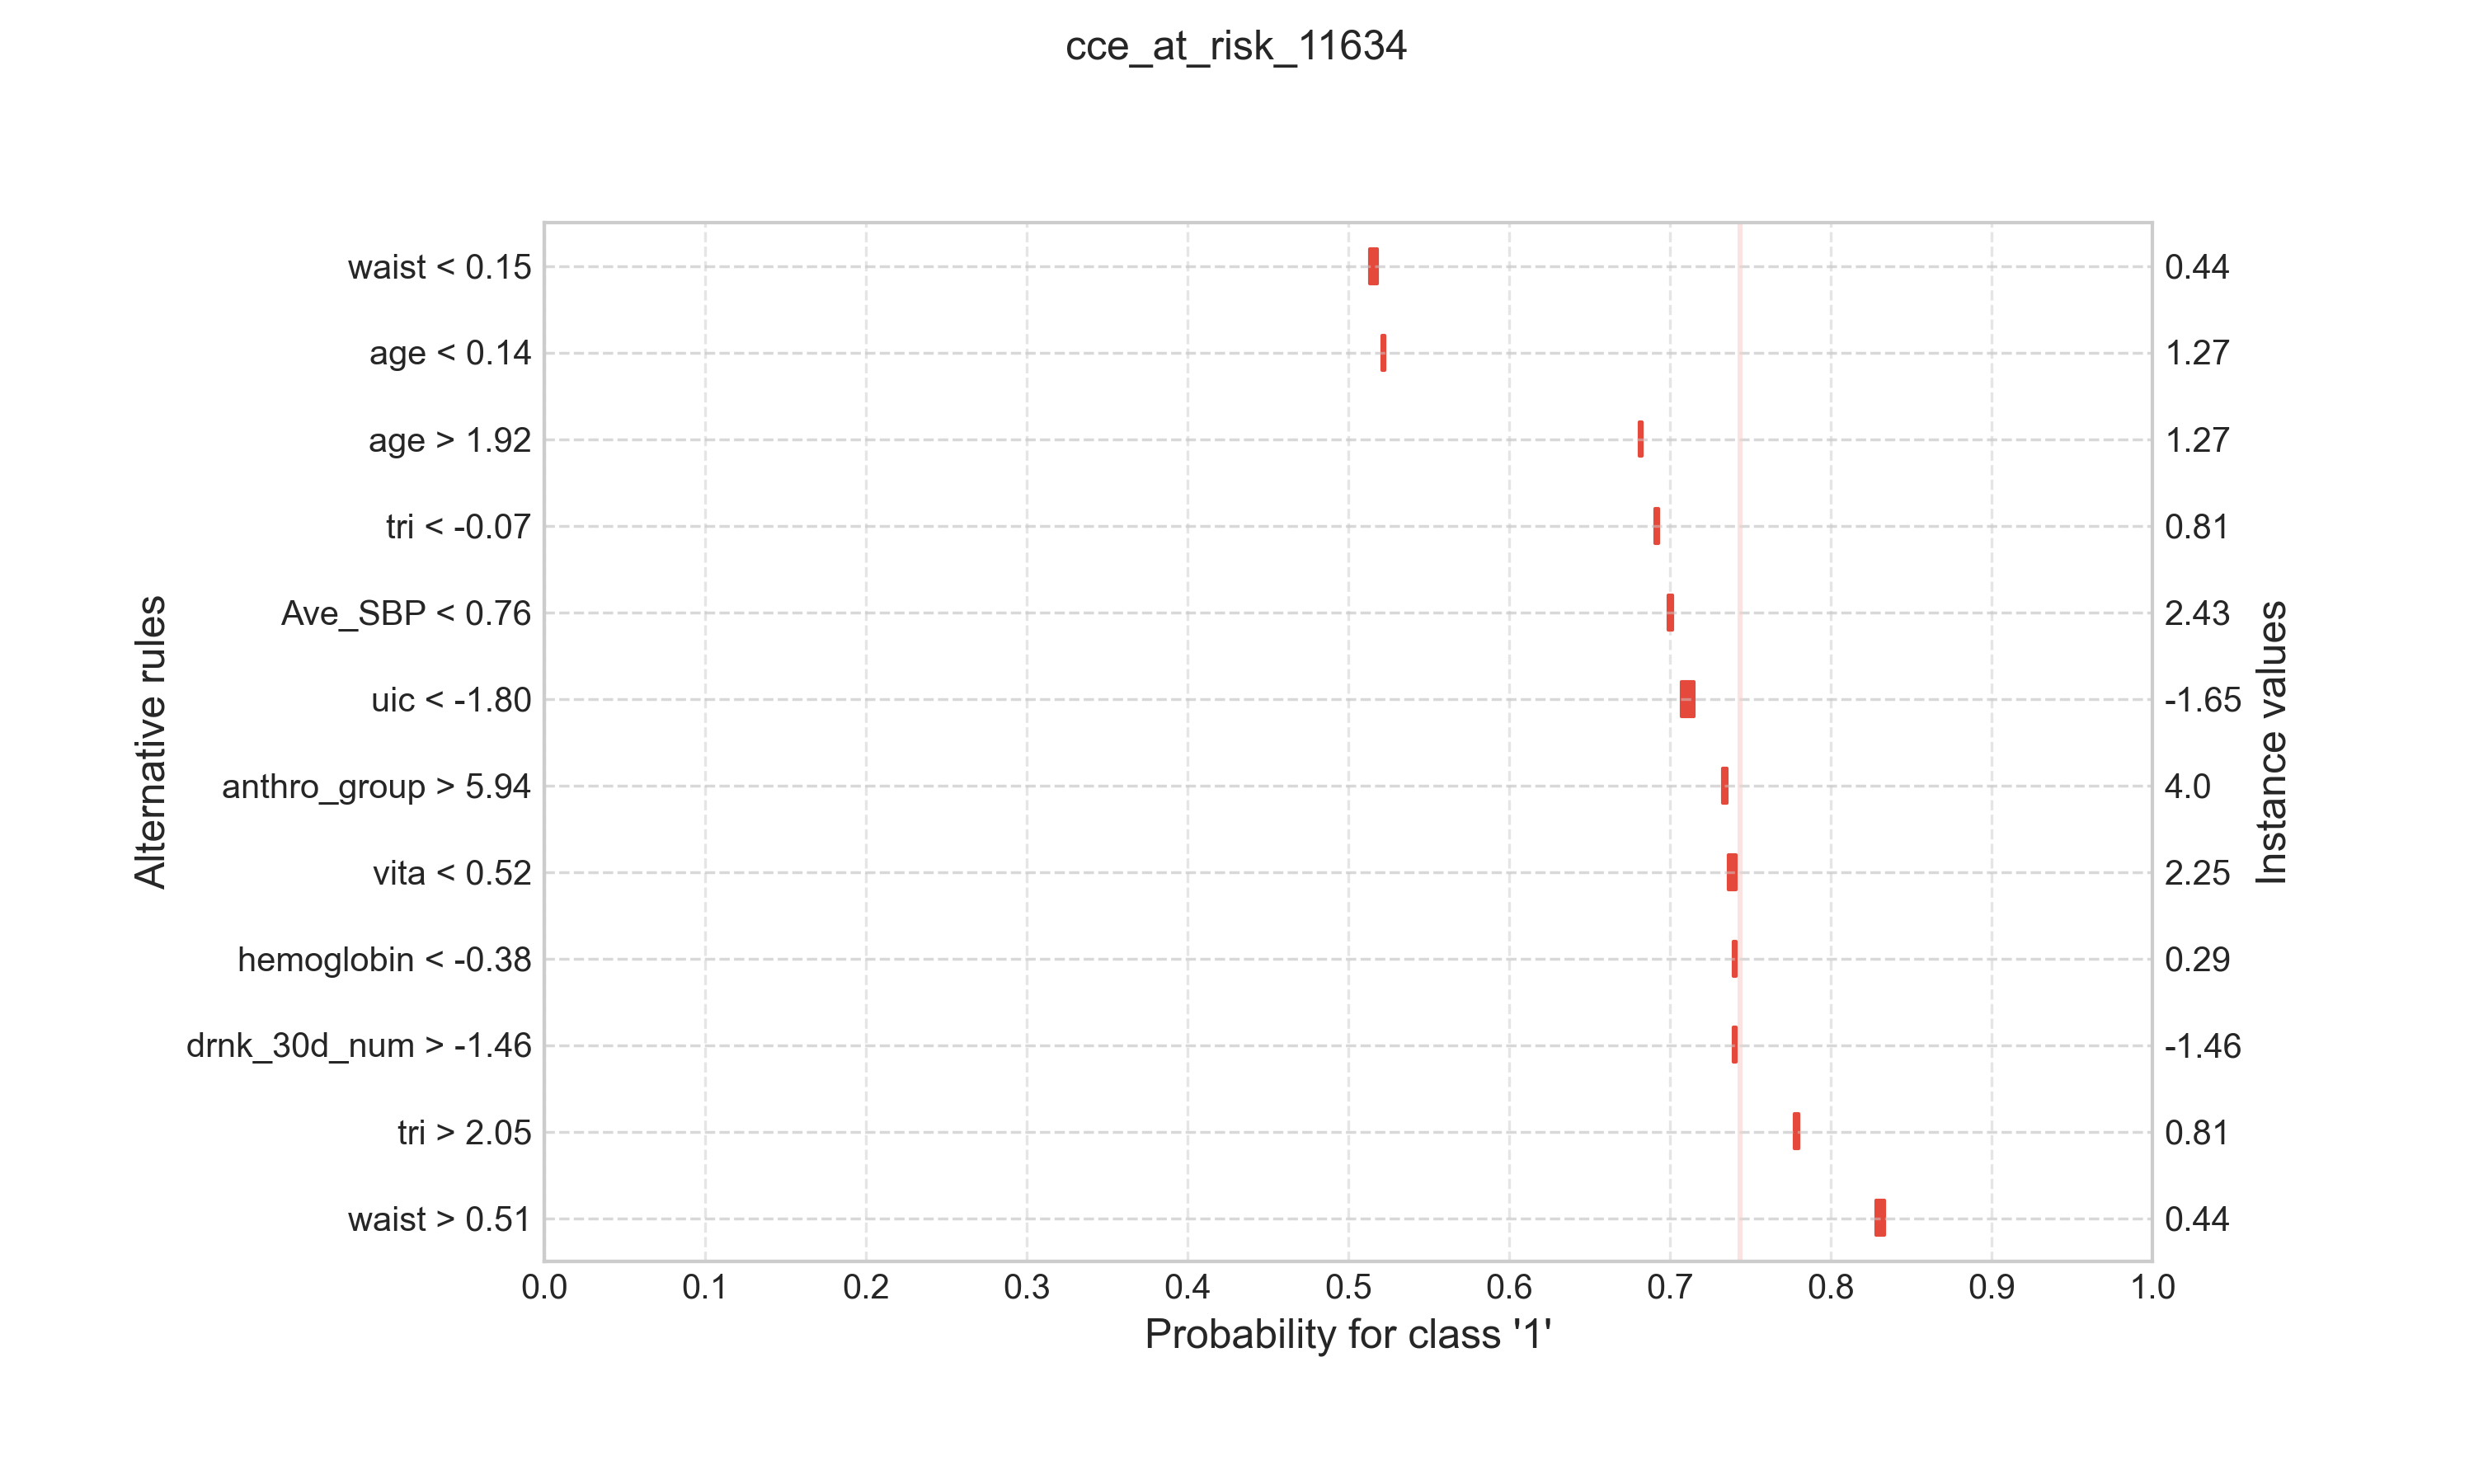 cce_at_risk_11634
Alternative rules
waist < 0.15
0.44
age < 0.14
1.27
age > 1.92
1.27
tri < -0.07
0.81
Ave_SBP < 0.76
2.43
uic < -1.80
-1.65
anthro_group > 5.94
4.0
vita < 0.52
2.25
hemoglobin < -0.38
0.29
drnk_30d_num > -1.46
-1.46
tri > 2.05
0.81
waist > 0.51
0.44
Instance values
0.0 0.1 0.2 0.3 0.4 0.5 0.6 0.7 0.8 0.9 1.0
Probability for class '1'